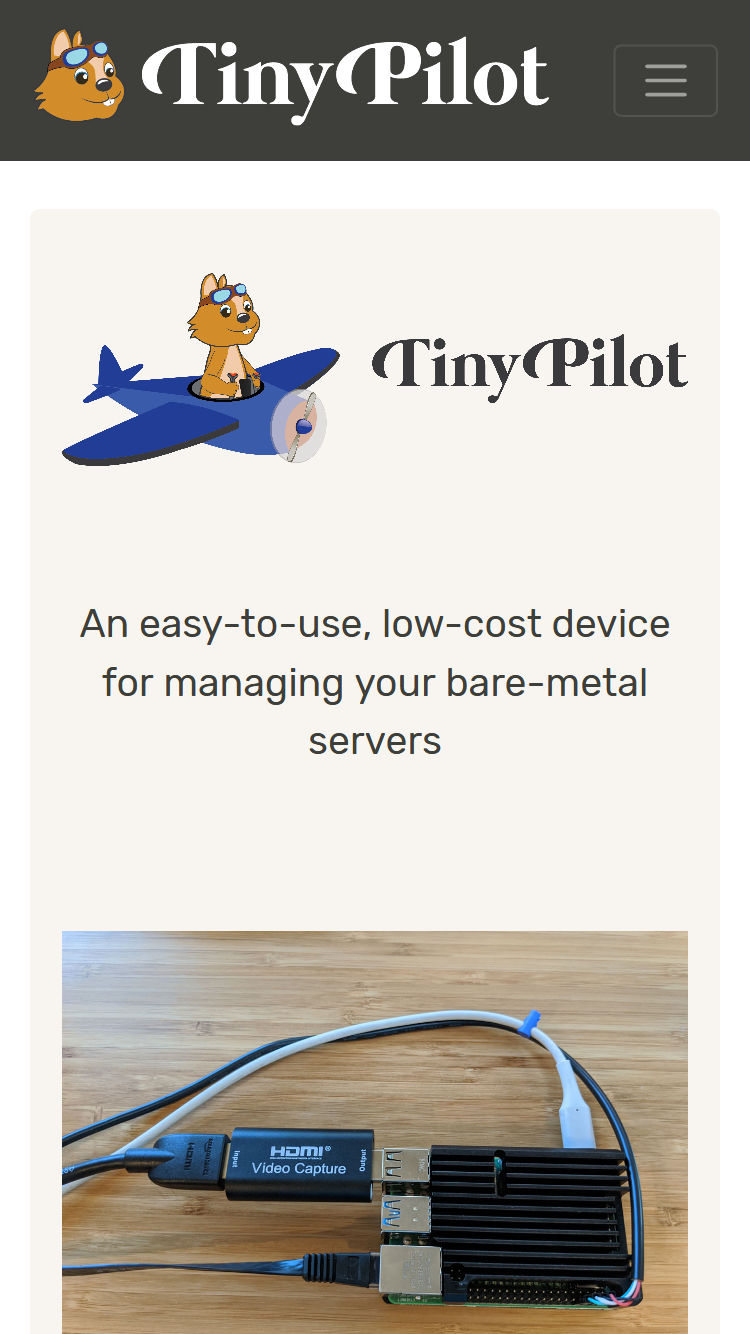 TinyPilot
TinyPilot
An easy-to-use, low-cost device
for managing your bare-metal
servers
HDMI®
Input
Video Capture
Output
HDMI